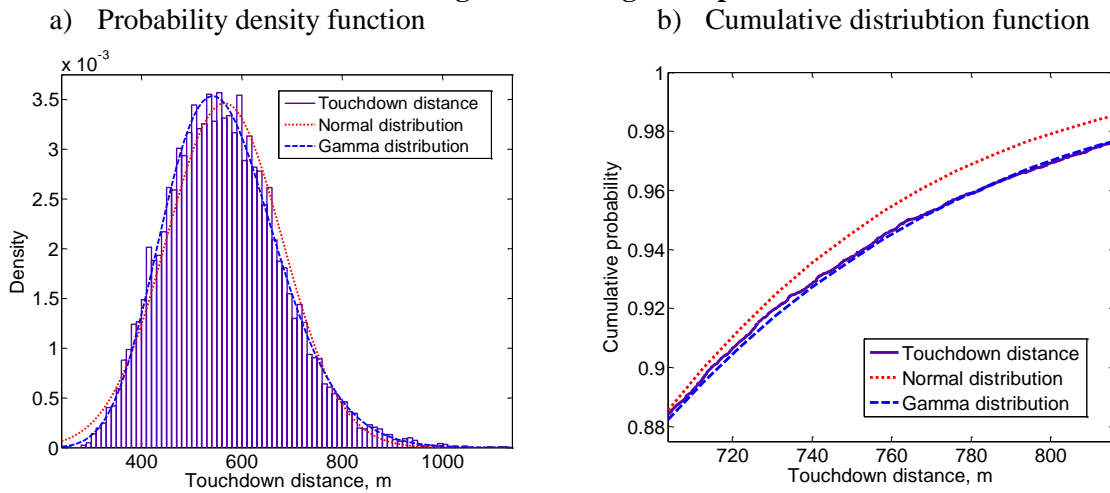 a) Probability density function
x 10-3
3.5
3
2.5
2
1.5
1
0.5
0
Density
400
600
800
1000
Touchdown distance, m
Touchdown distance
Normal distribution
Gamma distribution
b) Cumulative distriubtion function
1
0.98
0.96
0.94
0.92
0.9
0.88
Cumulative probability
720
740
760
780
800
Touchdown distance, m
Touchdown distance
Normal distribution
Gamma distribution